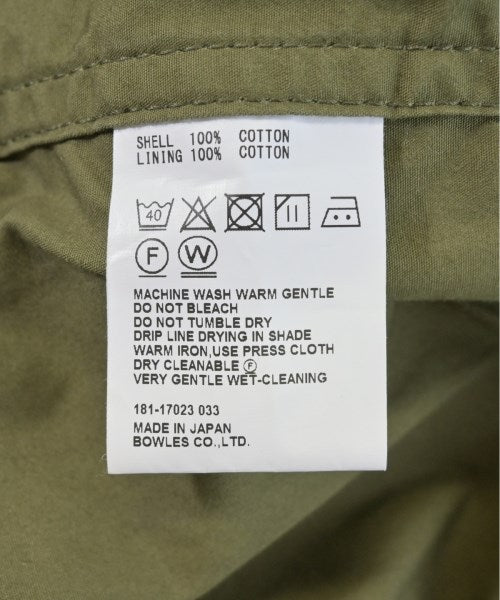 SHELL 100% COTTON
LINING 100% COTTON
40
F W
MACHINE WASH WARM GENTLE
DO NOT BLEACH
DO NOT TUMBLE DRY
DRIP LINE DRYING IN SHADE
WARM IRON,USE PRESS CLOTH
DRY CLEANABLE Ⓕ
VERY GENTLE WET-CLEANING
181-17023 033
MADE IN JAPAN
BOWLES CO.,LTD.